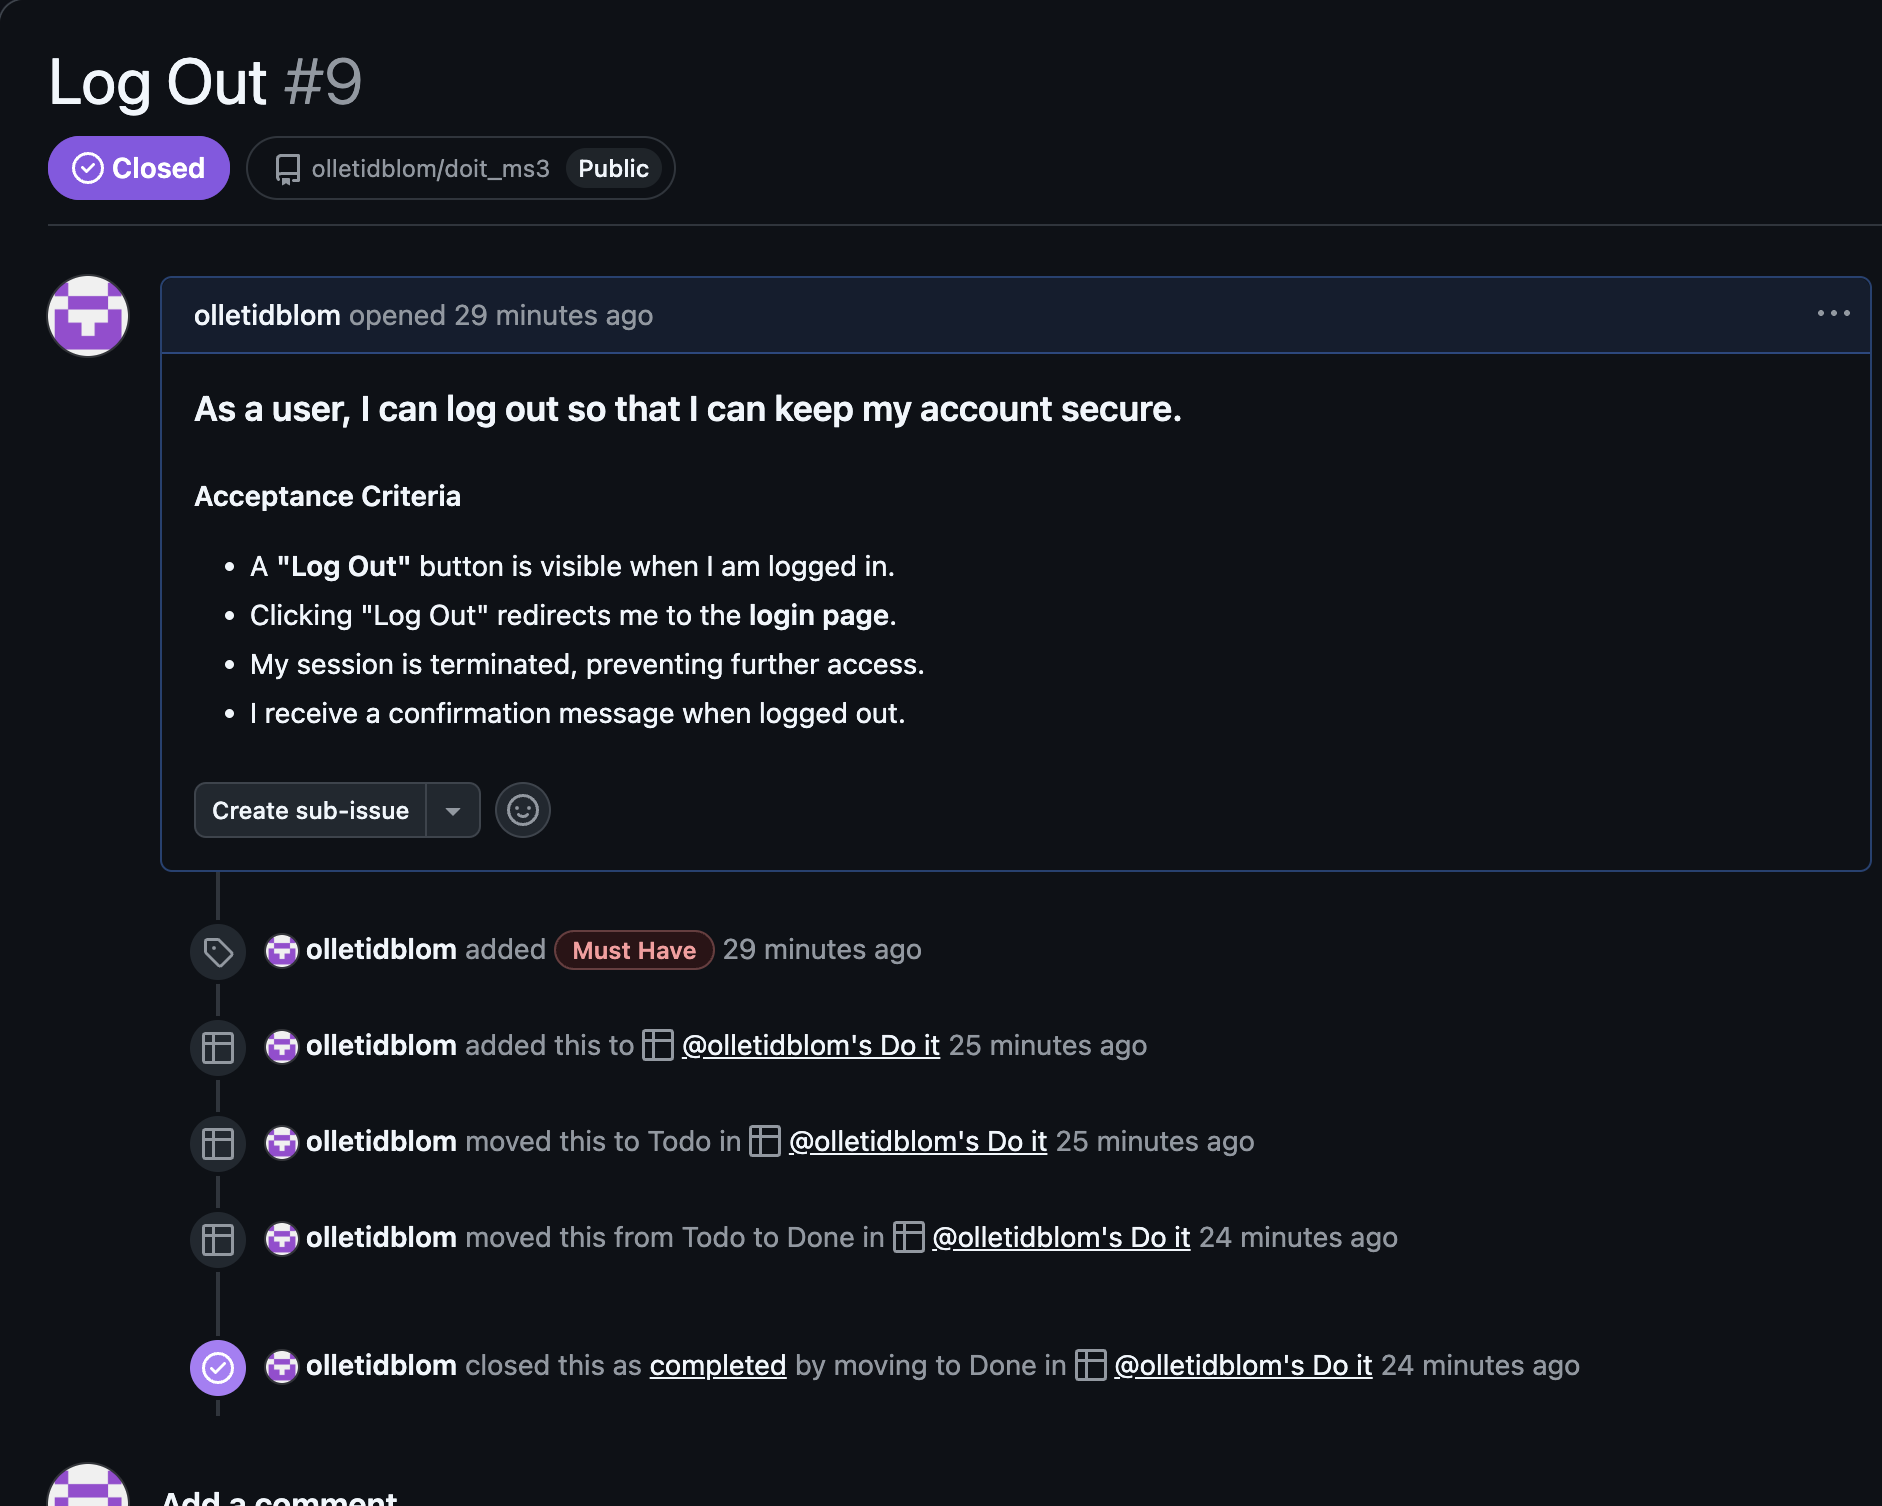 Log Out #9
Closed olletidblom/doit_ms3 Public
olletidblom opened 29 minutes ago
As a user, I can log out so that I can keep my account secure.
Acceptance Criteria
• A "Log Out" button is visible when I am logged in.
• Clicking "Log Out" redirects me to the login page.
• My session is terminated, preventing further access.
• I receive a confirmation message when logged out.
Create sub-issue
olletidblom added Must Have 29 minutes ago
olletidblom added this to @olletidblom's Do it 25 minutes ago
olletidblom moved this to Todo in @olletidblom's Do it 25 minutes ago
olletidblom moved this from Todo to Done in @olletidblom's Do it 24 minutes ago
olletidblom closed this as completed by moving to Done in @olletidblom's Do it 24 minutes ago
Add a comment